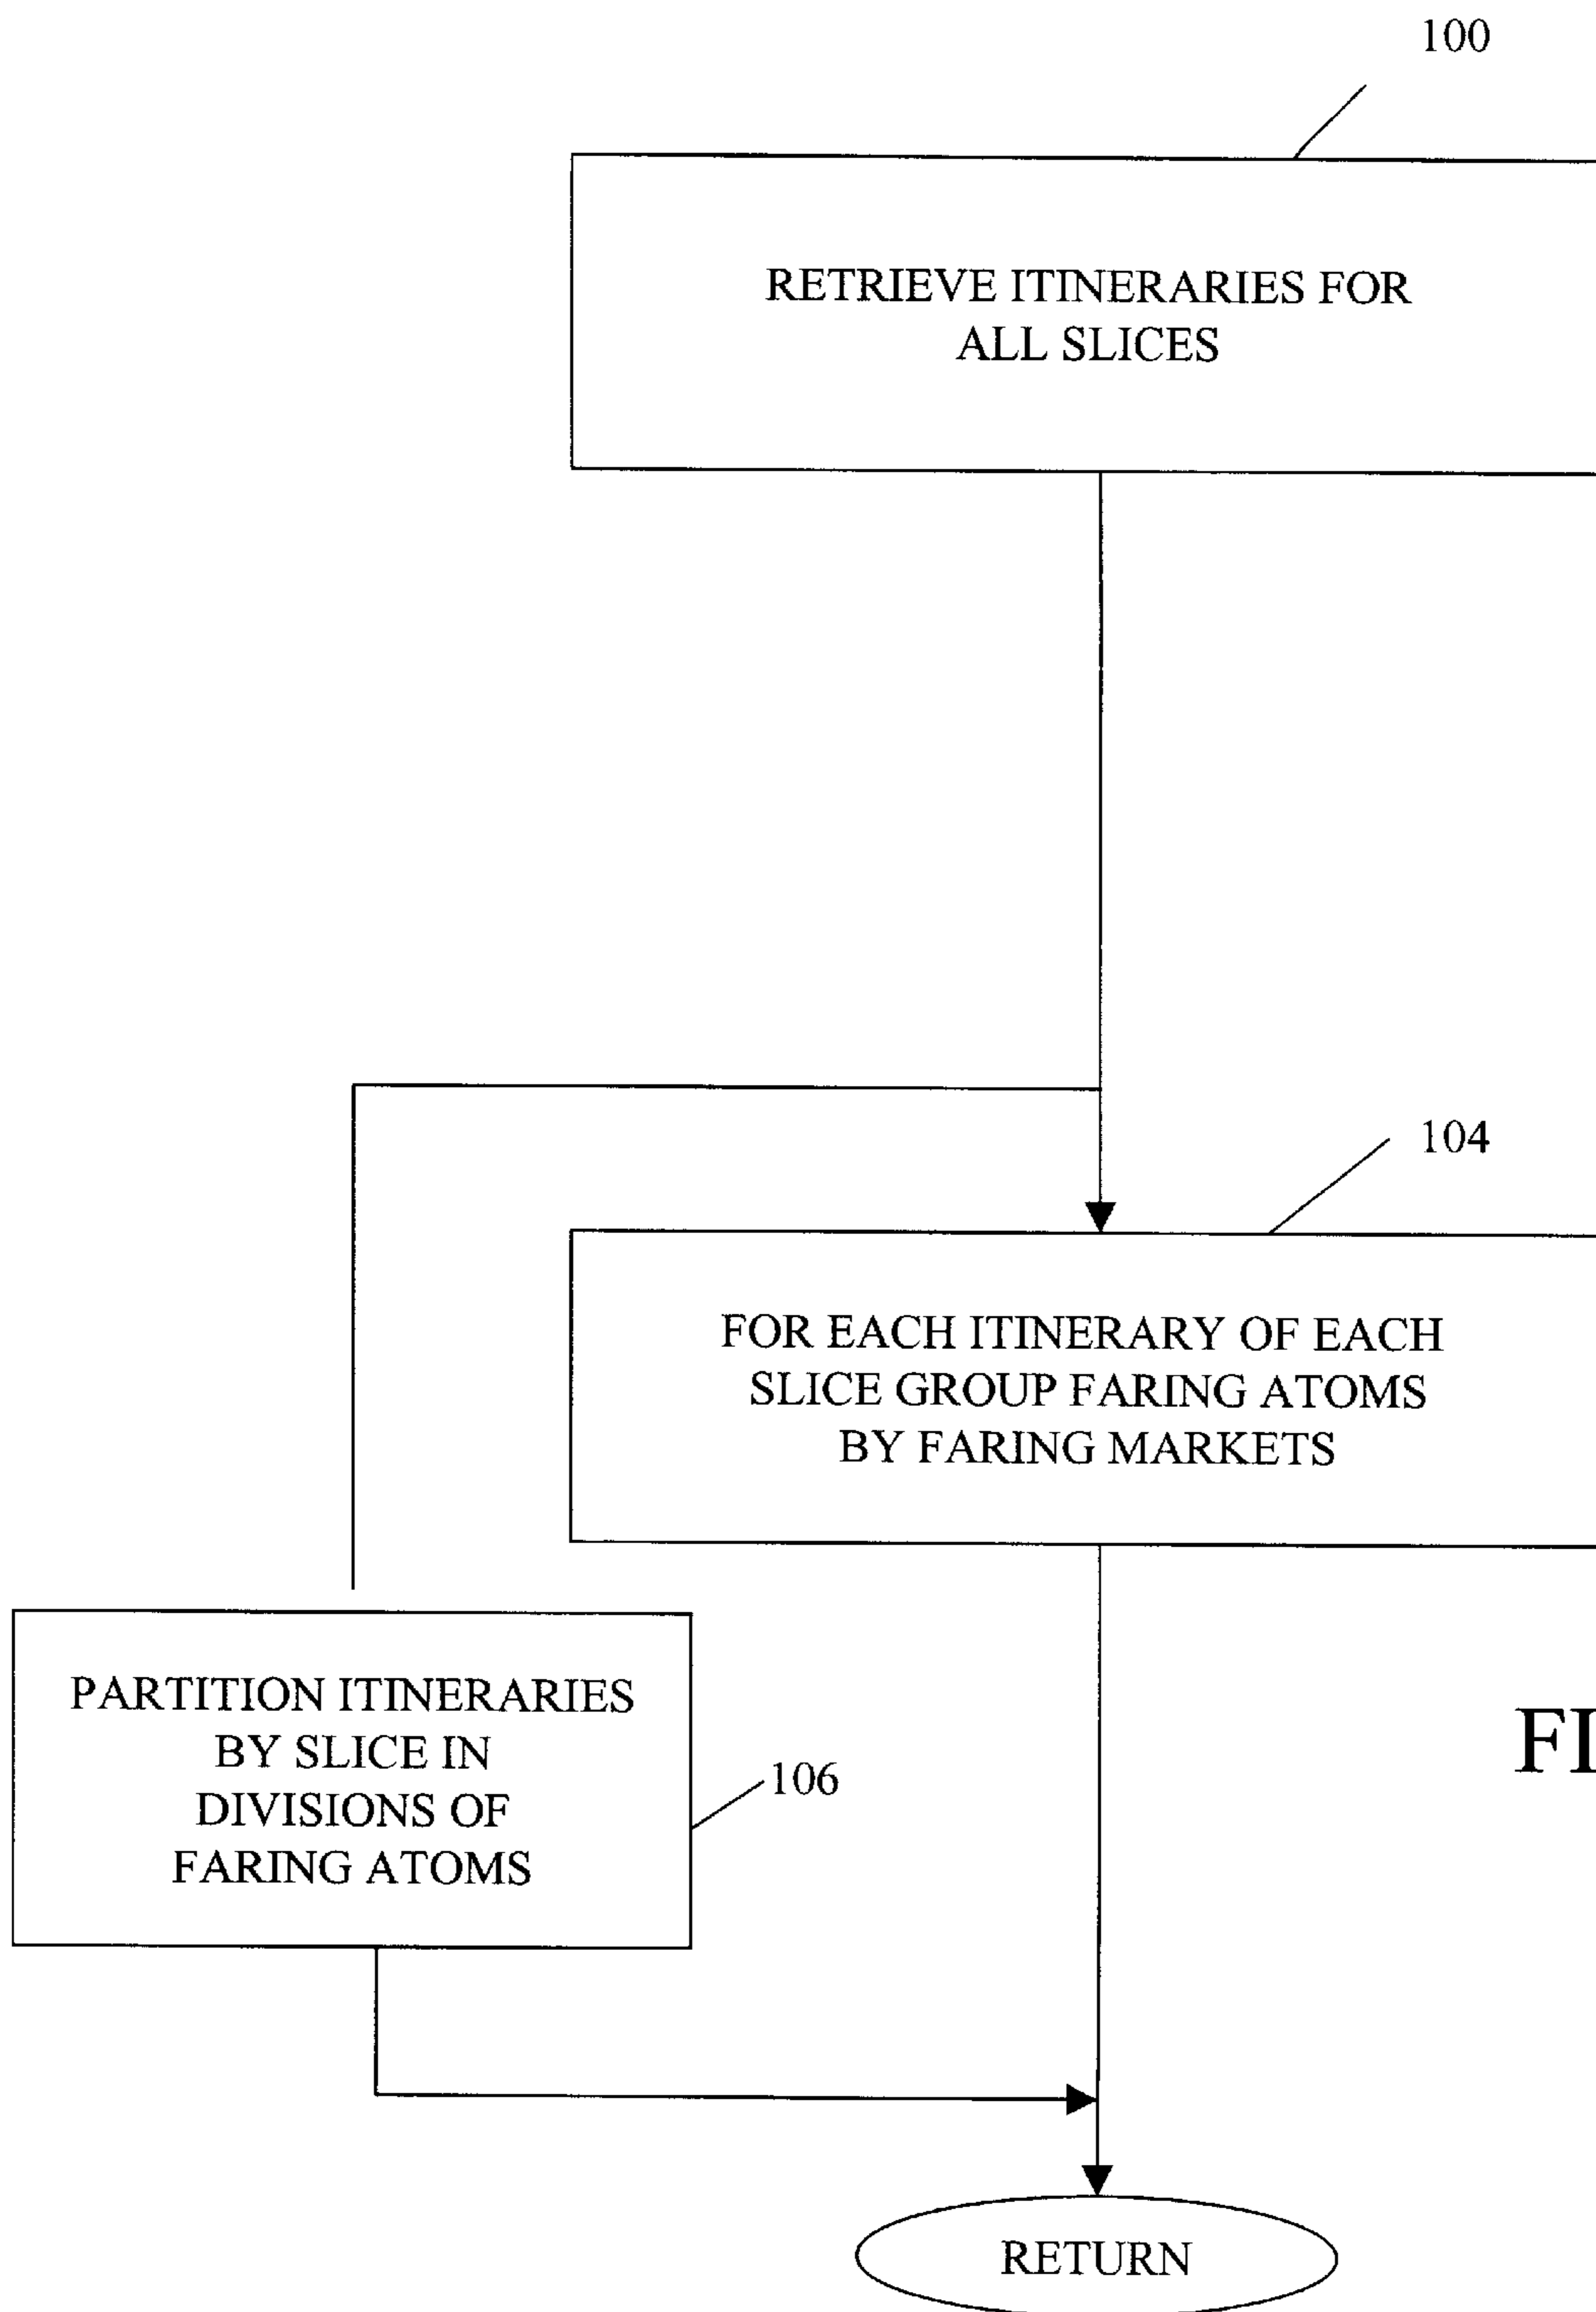 100
RETRIEVE ITINERARIES FOR
ALL SLICES
104
FOR EACH ITINERARY OF EACH
SLICE GROUP FARING ATOMS
BY FARING MARKETS
PARTITION ITINERARIES
BY SLICE IN
DIVISIONS OF
FARING ATOMS
106
FI
RETURN